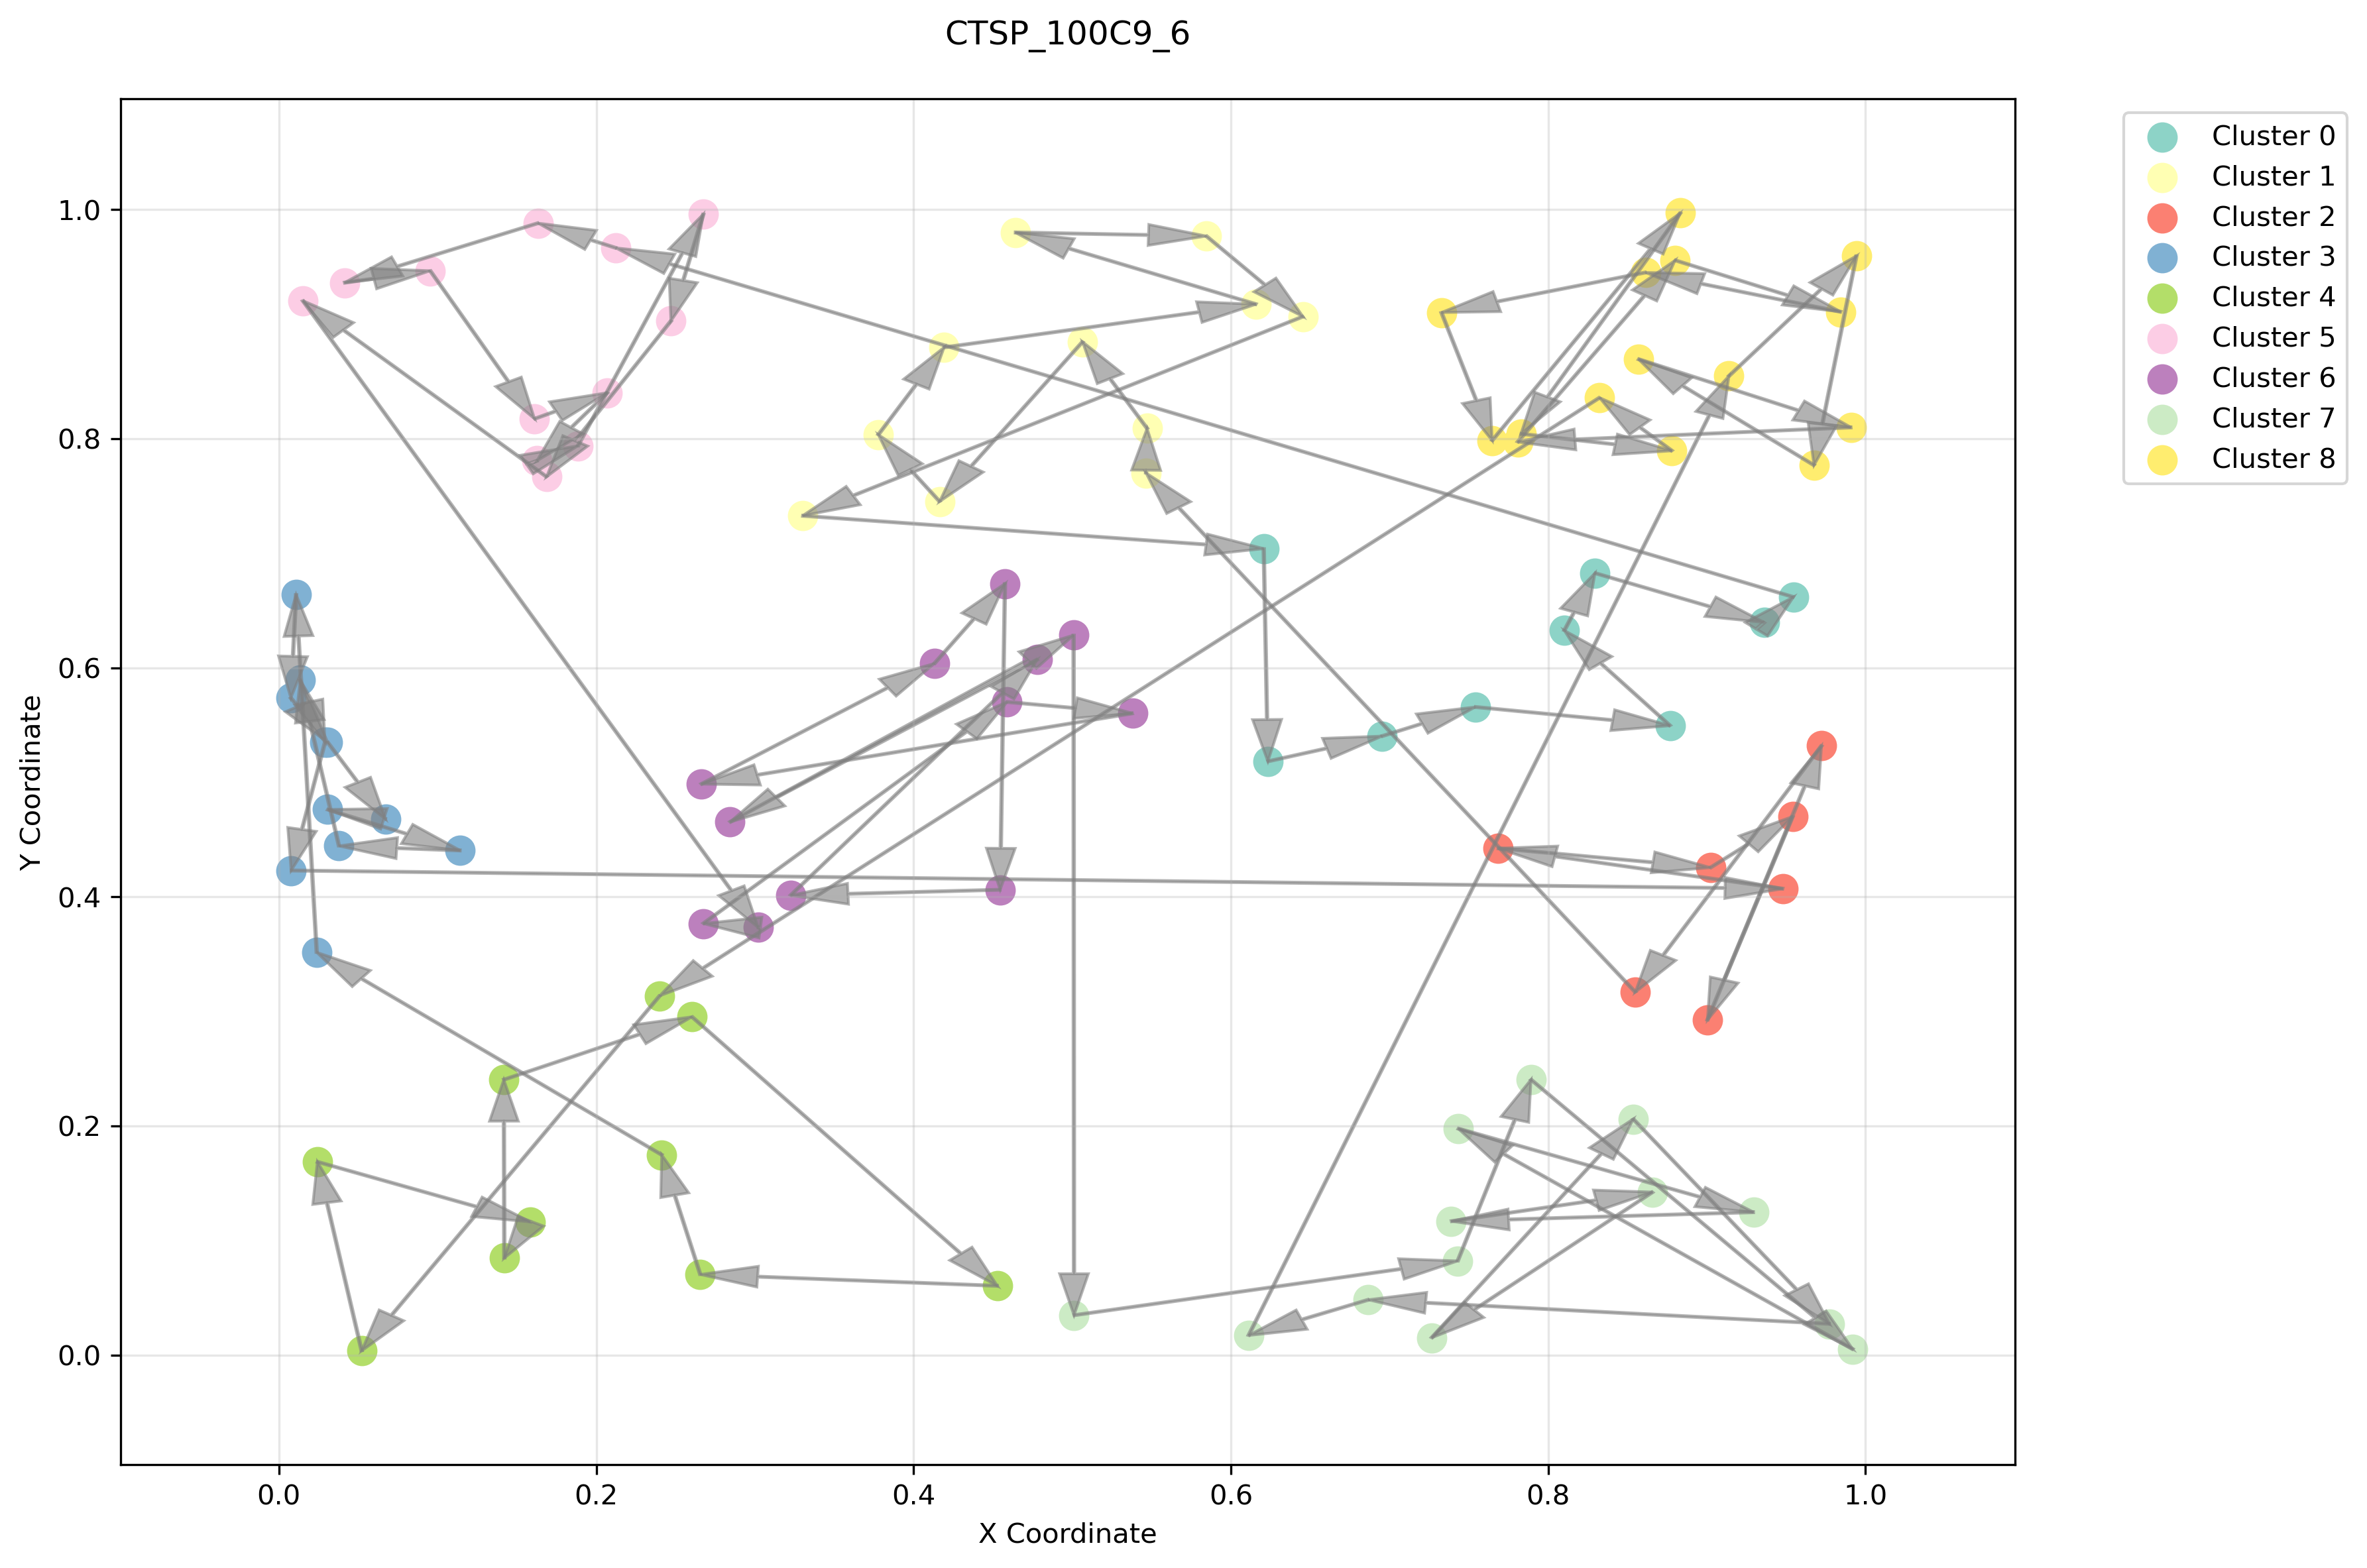 CTSP_100C9_6
Cluster 0
Cluster 1
Cluster 2
Cluster 3
Cluster 4
Cluster 5
Cluster 6
Cluster 7
Cluster 8
1.0
0.8
0.6
0.4
0.2
0.0
Y Coordinate
0.0 0.2 0.4 0.6 0.8 1.0
X Coordinate